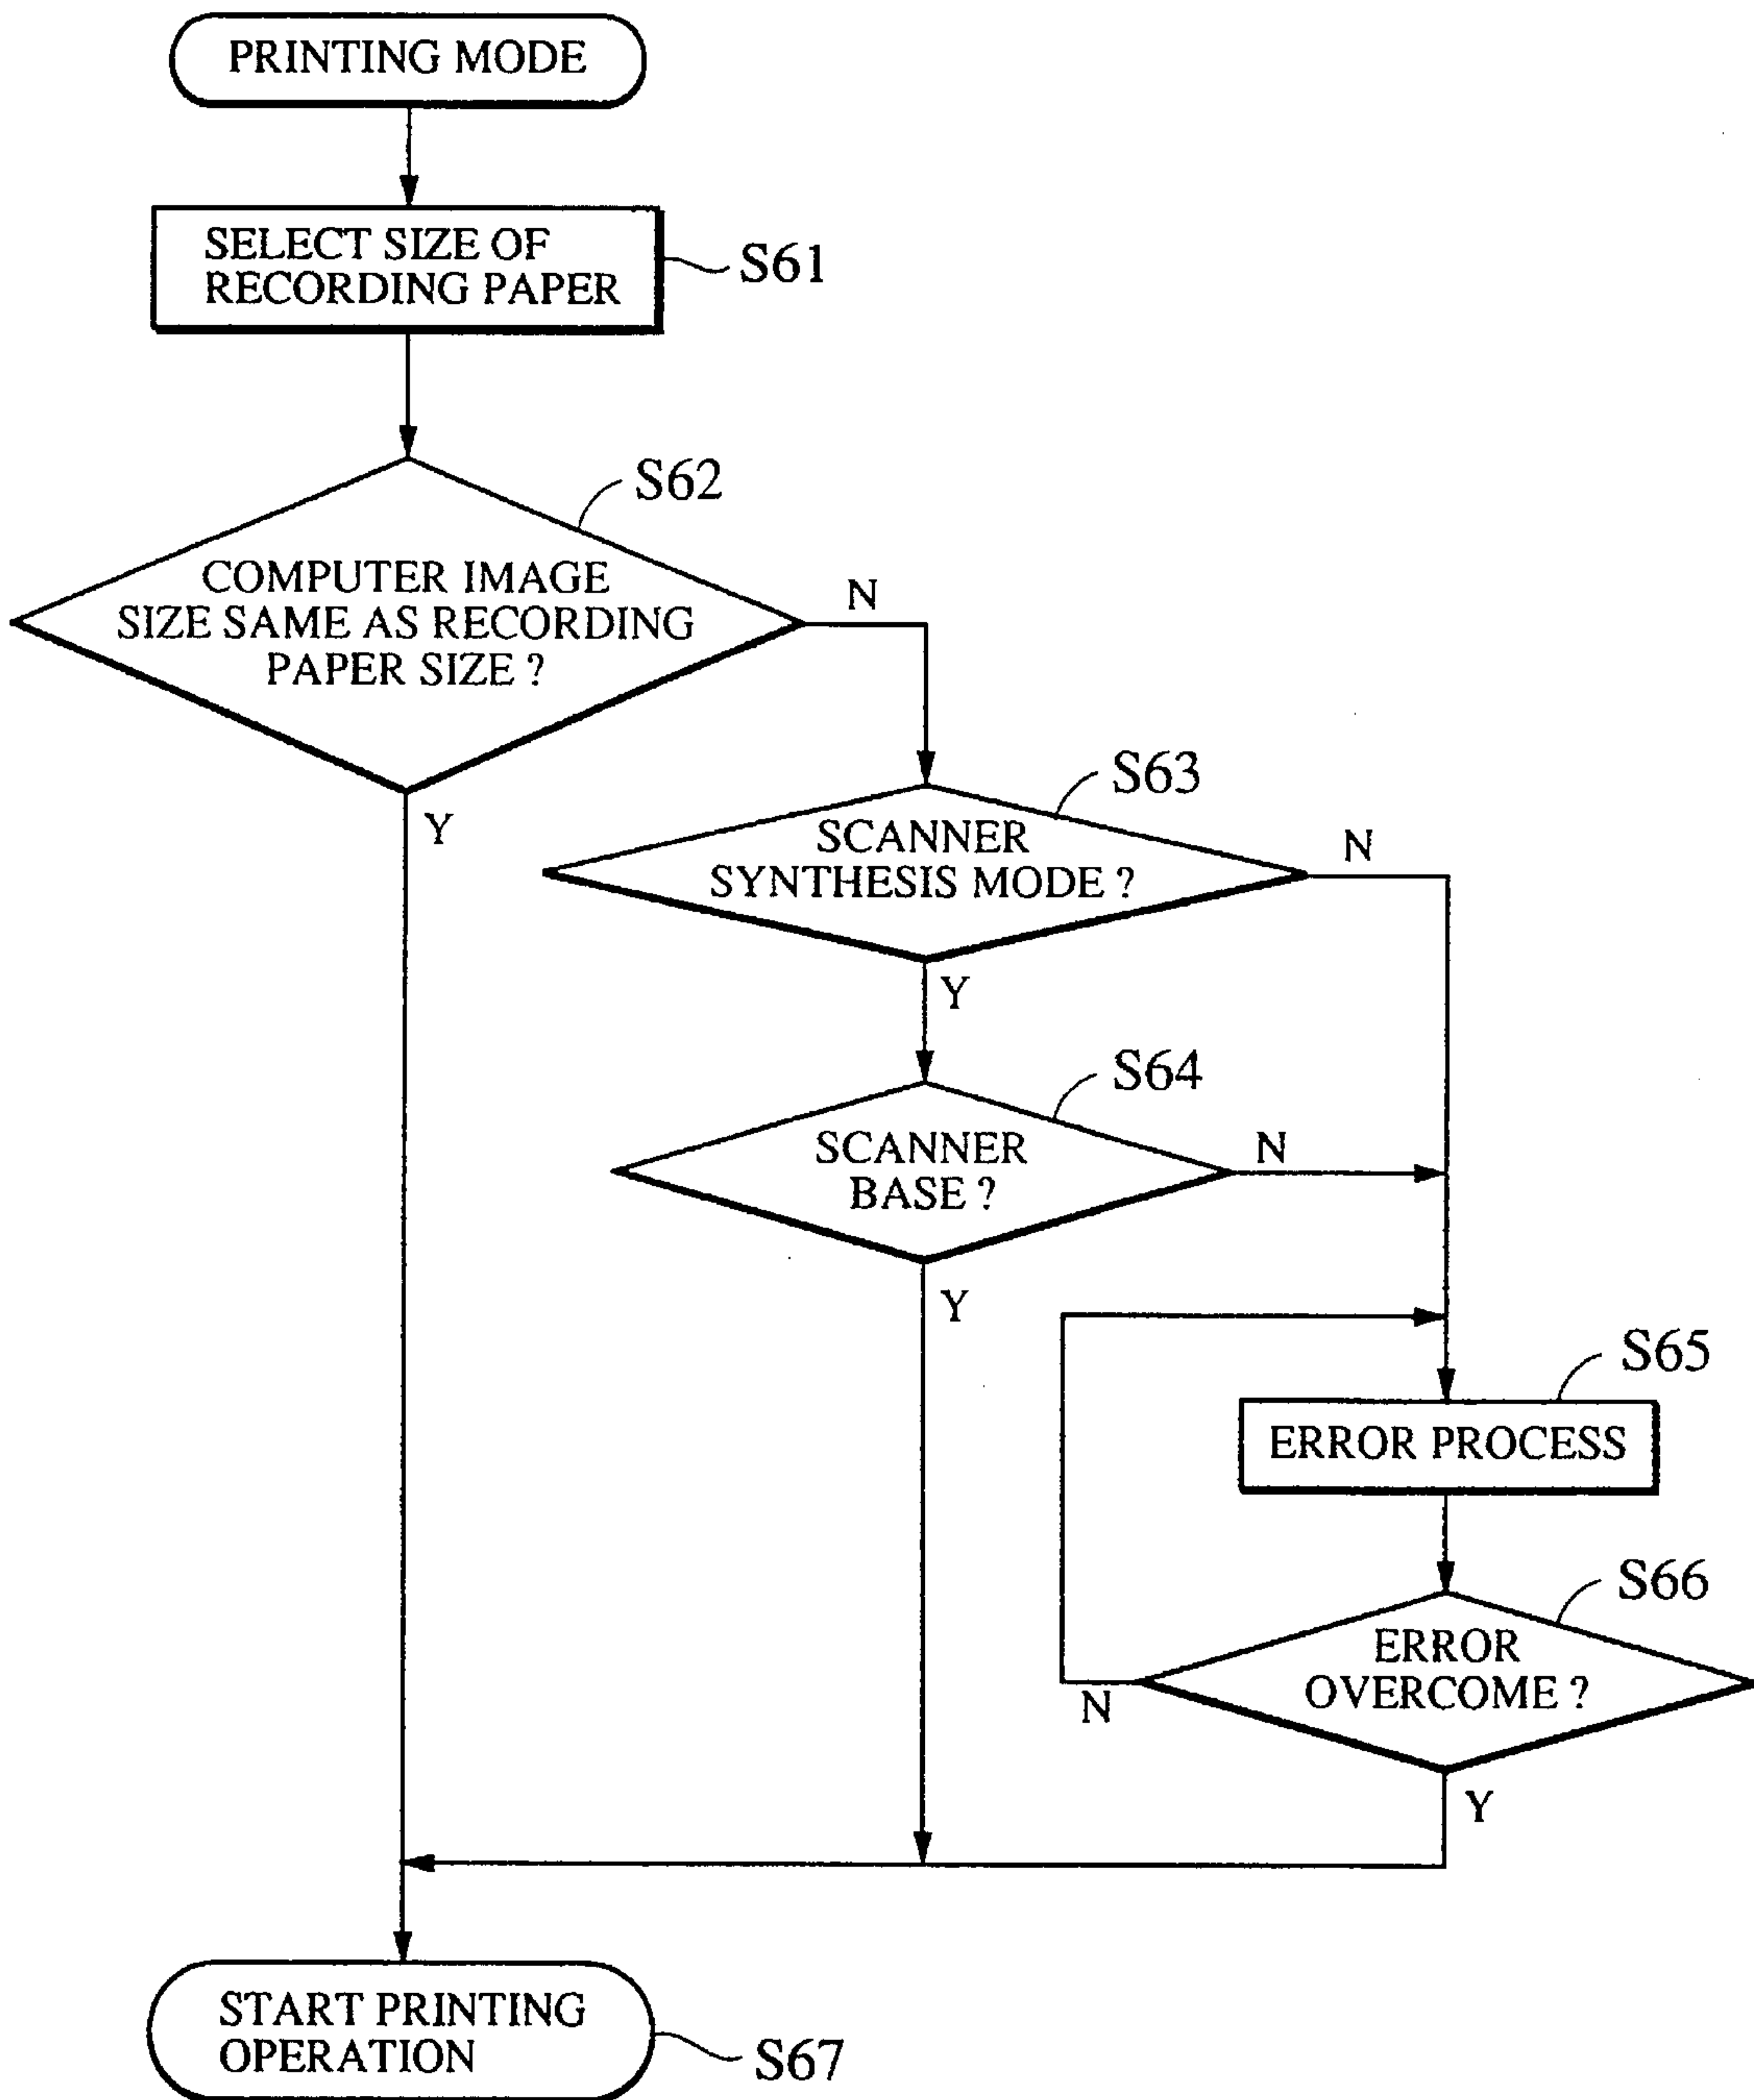 PRINTING MODE
SELECT SIZE OF
RECORDING PAPER
S61
S62
COMPUTER IMAGE
SIZE SAME AS RECORDING
PAPER SIZE ?
N
Y
S63
SCANNER
SYNTHESIS MODE ?
N
Y
S64
SCANNER
BASE ?
N
Y
S65
ERROR PROCESS
S66
ERROR
OVERCOME ?
N
Y
START PRINTING
OPERATION
S67